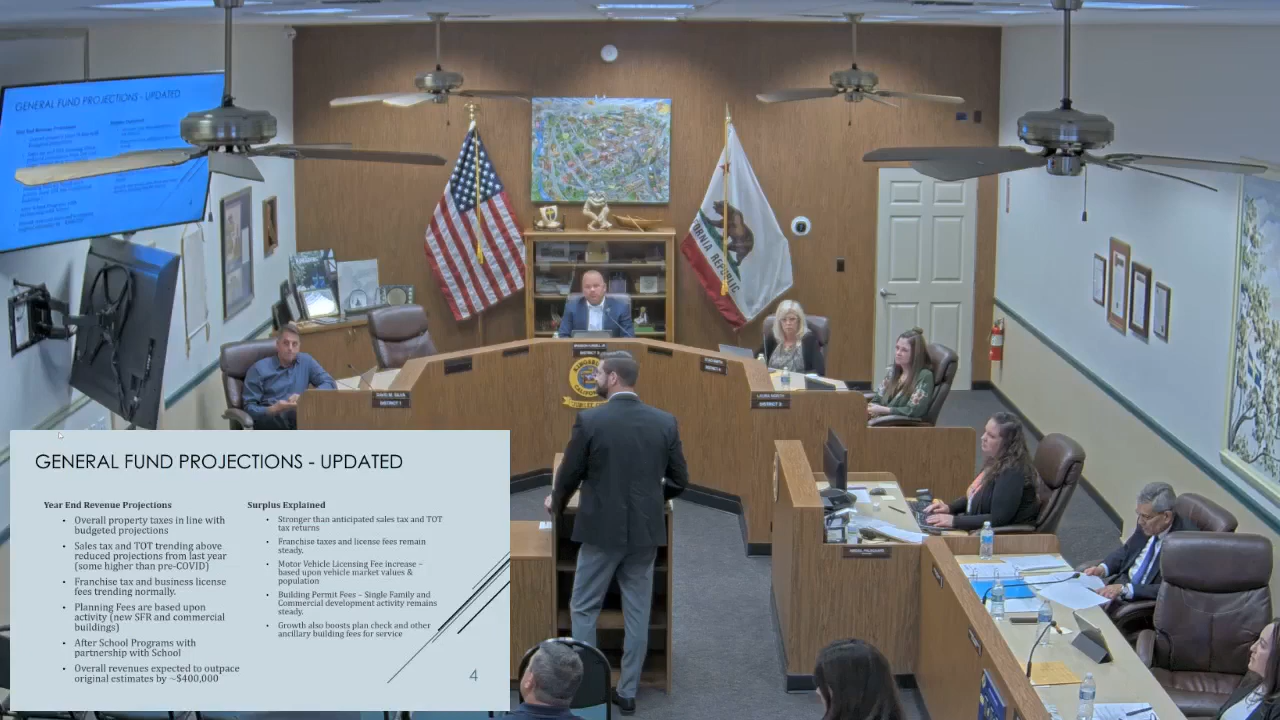 GENERAL FUND PROJECTIONS - UPDATED
CALIFORNIA REPUBLIC
DAVID M. SILVA
DISTRICT 1
GENERAL FUND PROJECTIONS - UPDATED
Year End Revenue Projections
• Overall property taxes in line with
budgeted projections
• Sales tax and TOT trending above
reduced projections from last year
(some higher than pre-COVID)
• Franchise tax and business license
fees trending normally.
• Planning Fees are based upon
activity (new SFR and commercial
buildings)
• After School Programs with
partnership with School
• Overall revenues expected to outpace
original estimates by ~$400,000
Surplus Explained
• Stronger than anticipated sales tax and TOT
tax returns
• Franchise taxes and license fees remain
steady.
• Motor Vehicle Licensing Fee increase –
based upon vehicle market values &
population
• Building Permit Fees – Single Family and
Commercial development activity remains
steady.
• Growth also boosts plan check and other
ancillary building fees for service
4